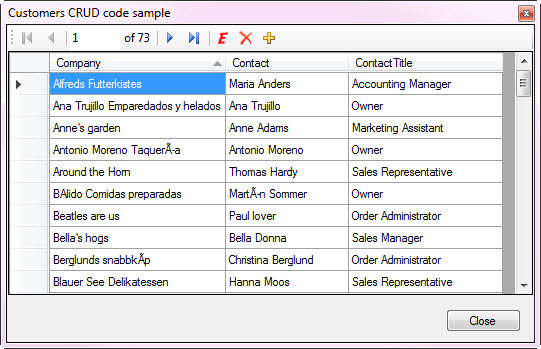 Customers CRUD code sample
1 of 73 E
Company Contact ContactTitle
Alfreds Futterkistes Maria Anders Accounting Manager
Ana Trujillo Emparedados y helados Ana Trujillo Owner
Anne's garden Anne Adams Marketing Assistant
Antonio Moreno TaquerÃ-a Antonio Moreno Owner
Around the Horn Thomas Hardy Sales Representative
BAlido Comidas preparadas MartÃ-n Sommer Owner
Beatles are us Paul lover Order Administrator
Bella's hogs Bella Donna Sales Manager
Berglunds snabbkÃp Christina Berglund Order Administrator
Blauer See Delikatessen Hanna Moos Sales Representative
Close